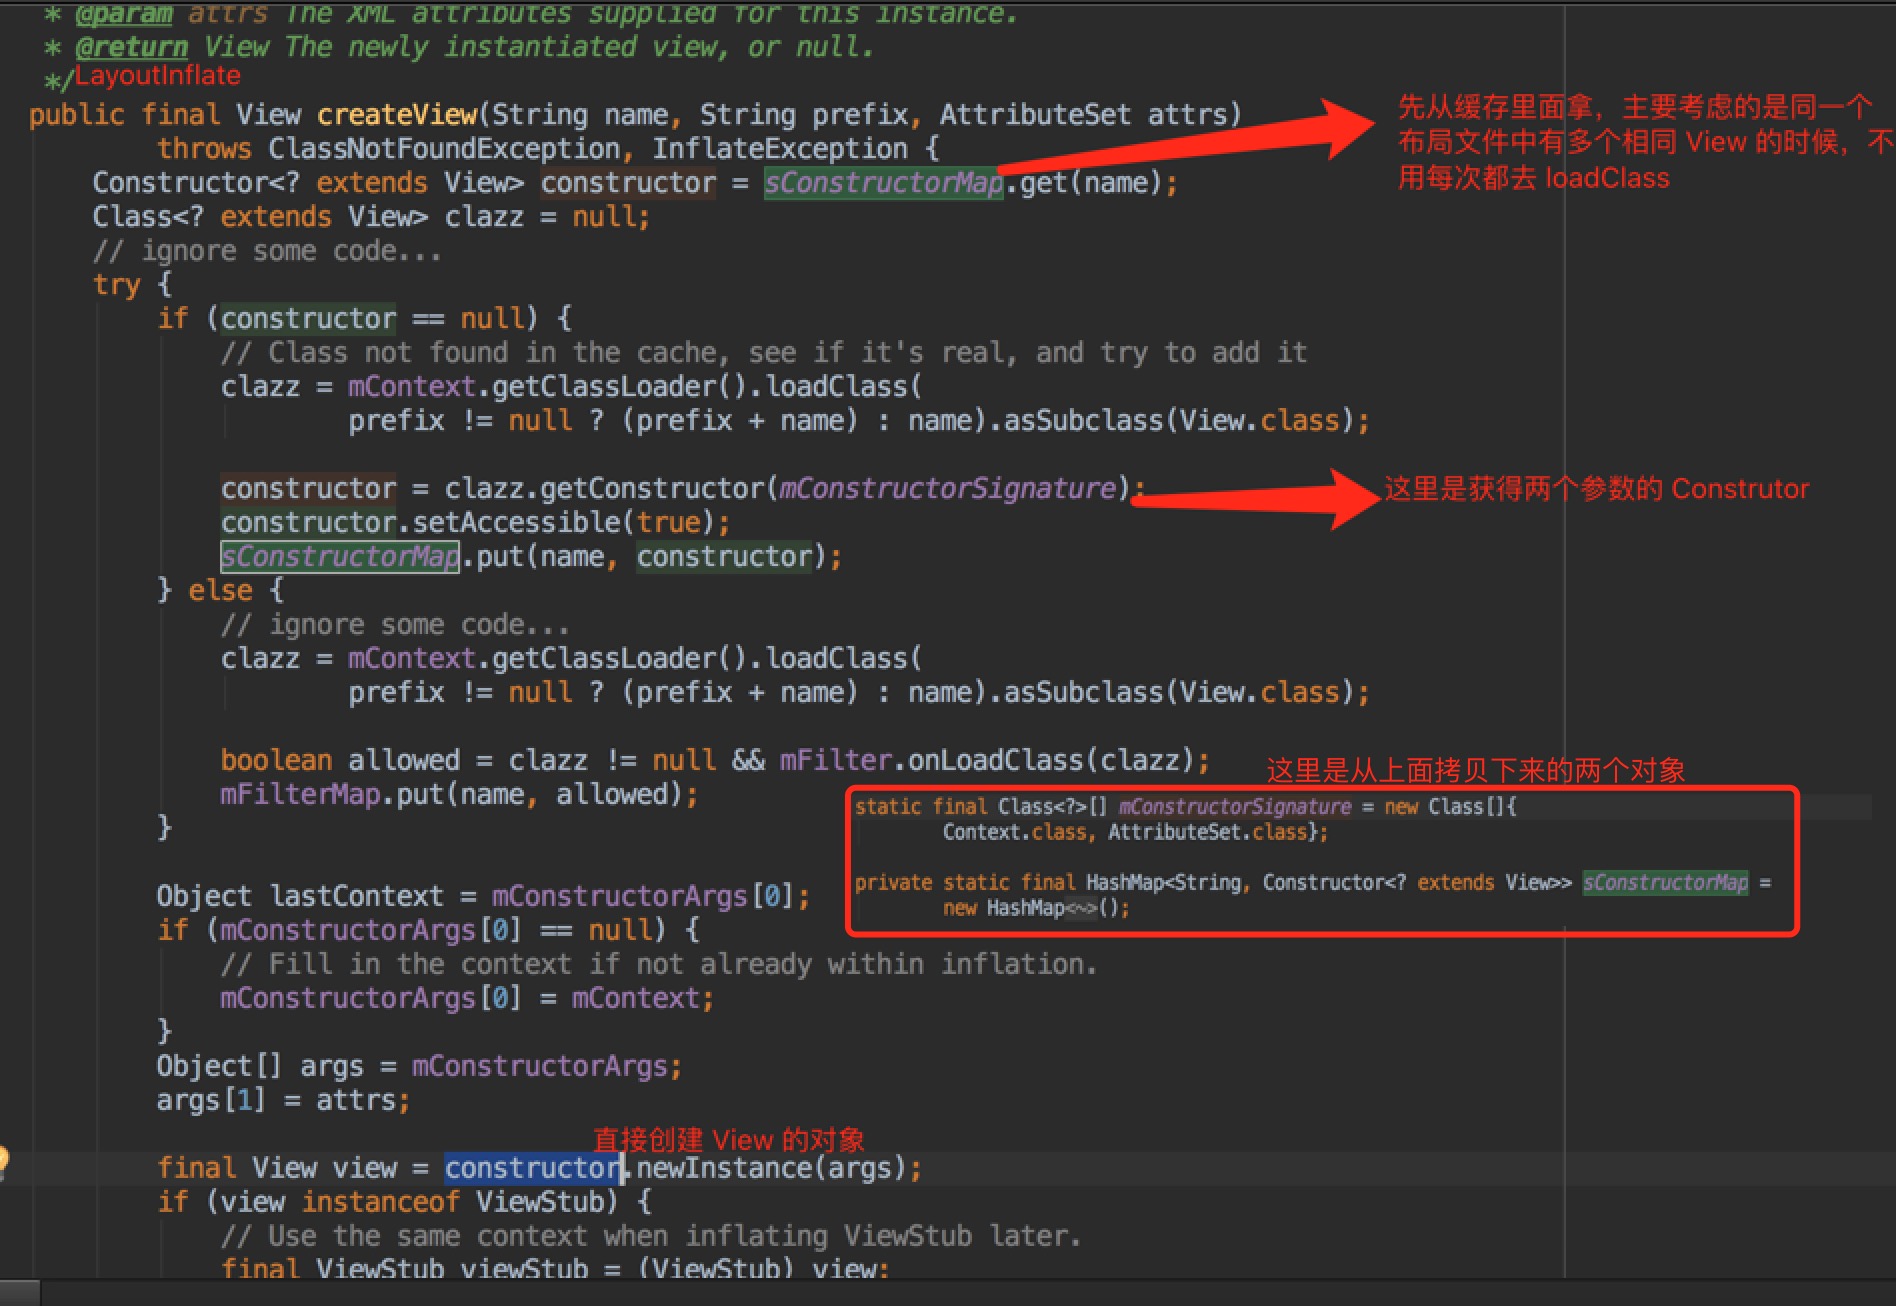 * @param attrs The XML attributes supplied for this instance.
* @return View The newly instantiated view, or null.
*/LayoutInflate
public final View createView(String name, String prefix, AttributeSet attrs)
throws ClassNotFoundException, InflateException {
Constructor<? extends View> constructor = sConstructorMap.get(name);
先从缓存里面拿，主要考虑的是同一个
布局文件中有多个相同 View 的时候，不
用每次都去 loadClass
Class<? extends View> clazz = null;
// ignore some code...
try {
if (constructor == null) {
// Class not found in the cache, see if it's real, and try to add it
clazz = mContext.getClassLoader().loadClass(
prefix != null ? (prefix + name) : name).asSubclass(View.class);
constructor = clazz.getConstructor(mConstructorSignature);
这里是获得两个参数的 Construtor
constructor.setAccessible(true);
sConstructorMap.put(name, constructor);
} else {
// ignore some code...
clazz = mContext.getClassLoader().loadClass(
prefix != null ? (prefix + name) : name).asSubclass(View.class);
boolean allowed = clazz != null && mFilter.onLoadClass(clazz);
mFilterMap.put(name, allowed);
}
这里是从上面拷贝下来的两个对象
static final Class<?>[] mConstructorSignature = new Class[]{
Context.class, AttributeSet.class};
private static final HashMap<String, Constructor<? extends View>> sConstructorMap =
new HashMap<~>();
Object lastContext = mConstructorArgs[0];
if (mConstructorArgs[0] == null) {
// Fill in the context if not already within inflation.
mConstructorArgs[0] = mContext;
}
Object[] args = mConstructorArgs;
args[1] = attrs;
直接创建 View 的对象
final View view = constructor.newInstance(args);
if (view instanceof ViewStub) {
// Use the same context when inflating ViewStub later.
final ViewStub viewStub = (ViewStub) view;